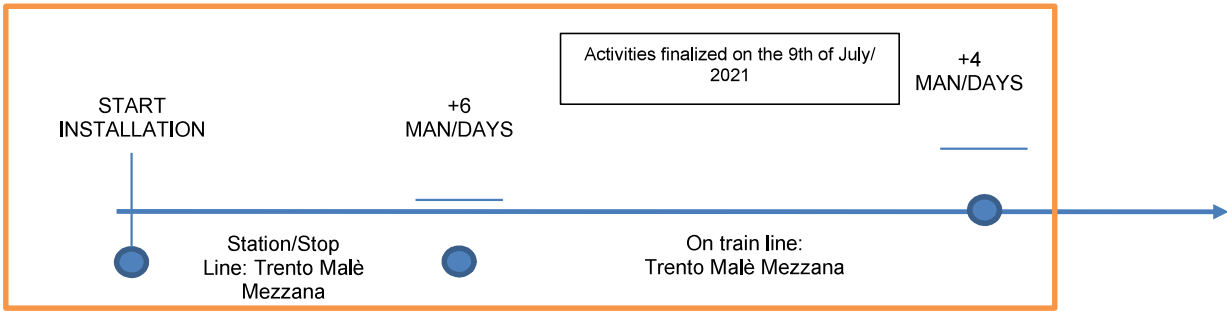 Activities finalized on the 9th of July/
2021
+4
MAN/DAYS
START
INSTALLATION
+6
MAN/DAYS
Station/Stop
Line: Trento Malè
Mezzana
On train line:
Trento Malè Mezzana